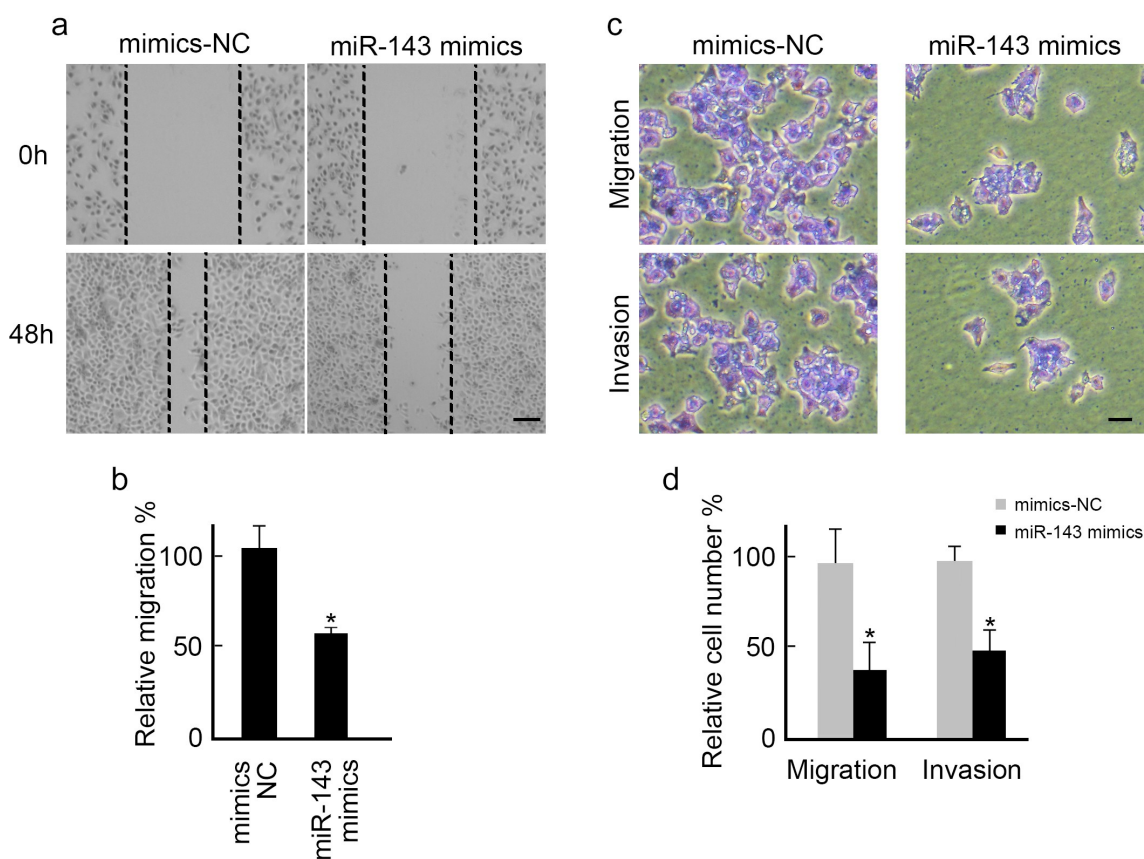 a
mimics-NC
miR-143 mimics
0h
48h
c
mimics-NC
miR-143 mimics
Migration
Invasion
b
Relative migration %
100
50
0
*
mimics
NC
miR-143
mimics
d
Relative cell number %
mimics-NC
miR-143 mimics
100
50
0
*
*
Migration
Invasion